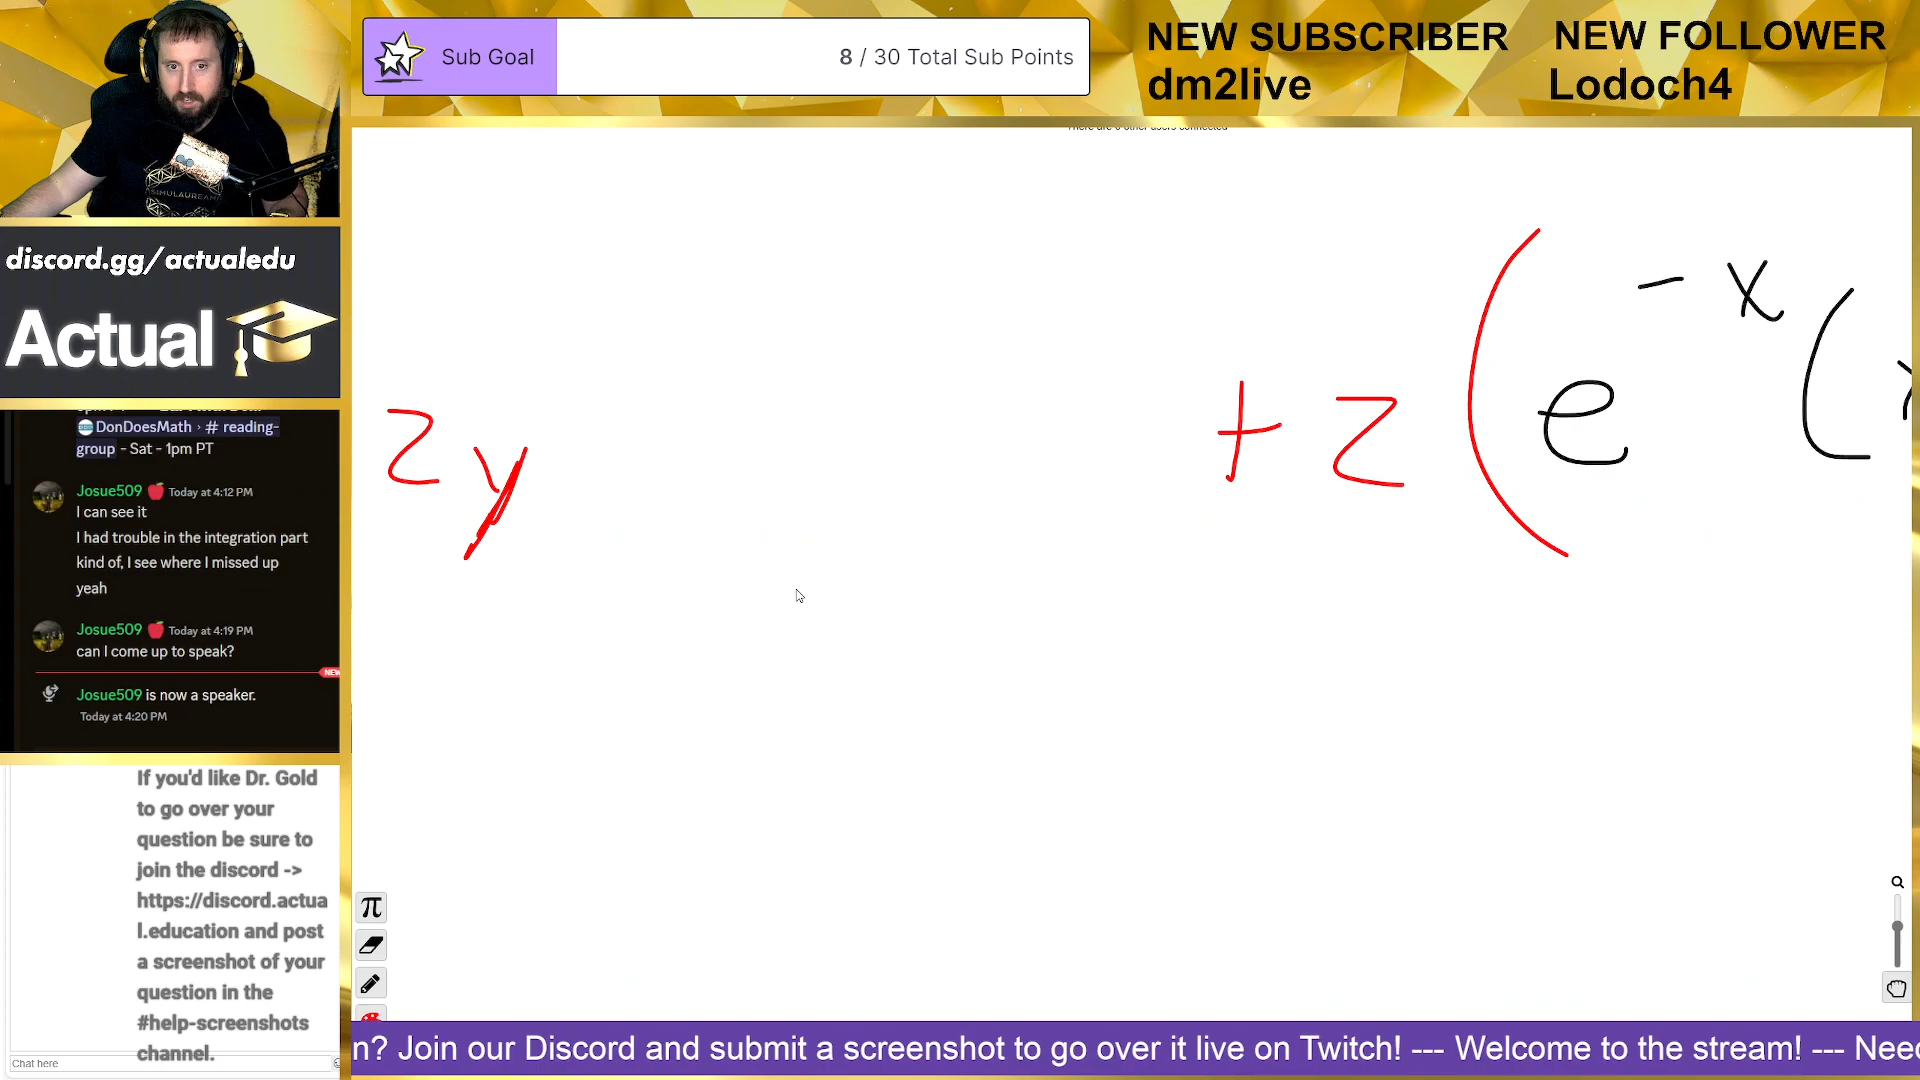 Sub Goal
8 / 30 Total Sub Points
NEW SUBSCRIBER
dm2live
NEW FOLLOWER
Lodoch4
discord.gg/actualedu
Actual
DonDoesMath › # reading-
group - Sat - 1pm PT
Josue509 Today at 4:12 PM
I can see it
I had trouble in the integration part
kind of, I see where I missed up
yeah
Josue509 Today at 4:19 PM
can I come up to speak?
NEW
Josue509 is now a speaker.
Today at 4:20 PM
If you'd like Dr. Gold
to go over your
question be sure to
join the discord ->
https://discord.actua
l.education and post
a screenshot of your
question in the
#help-screenshots
channel.
Chat here
2y + 2 ( e^-x (
π
n? Join our Discord and submit a screenshot to go over it live on Twitch! --- Welcome to the stream! --- Need